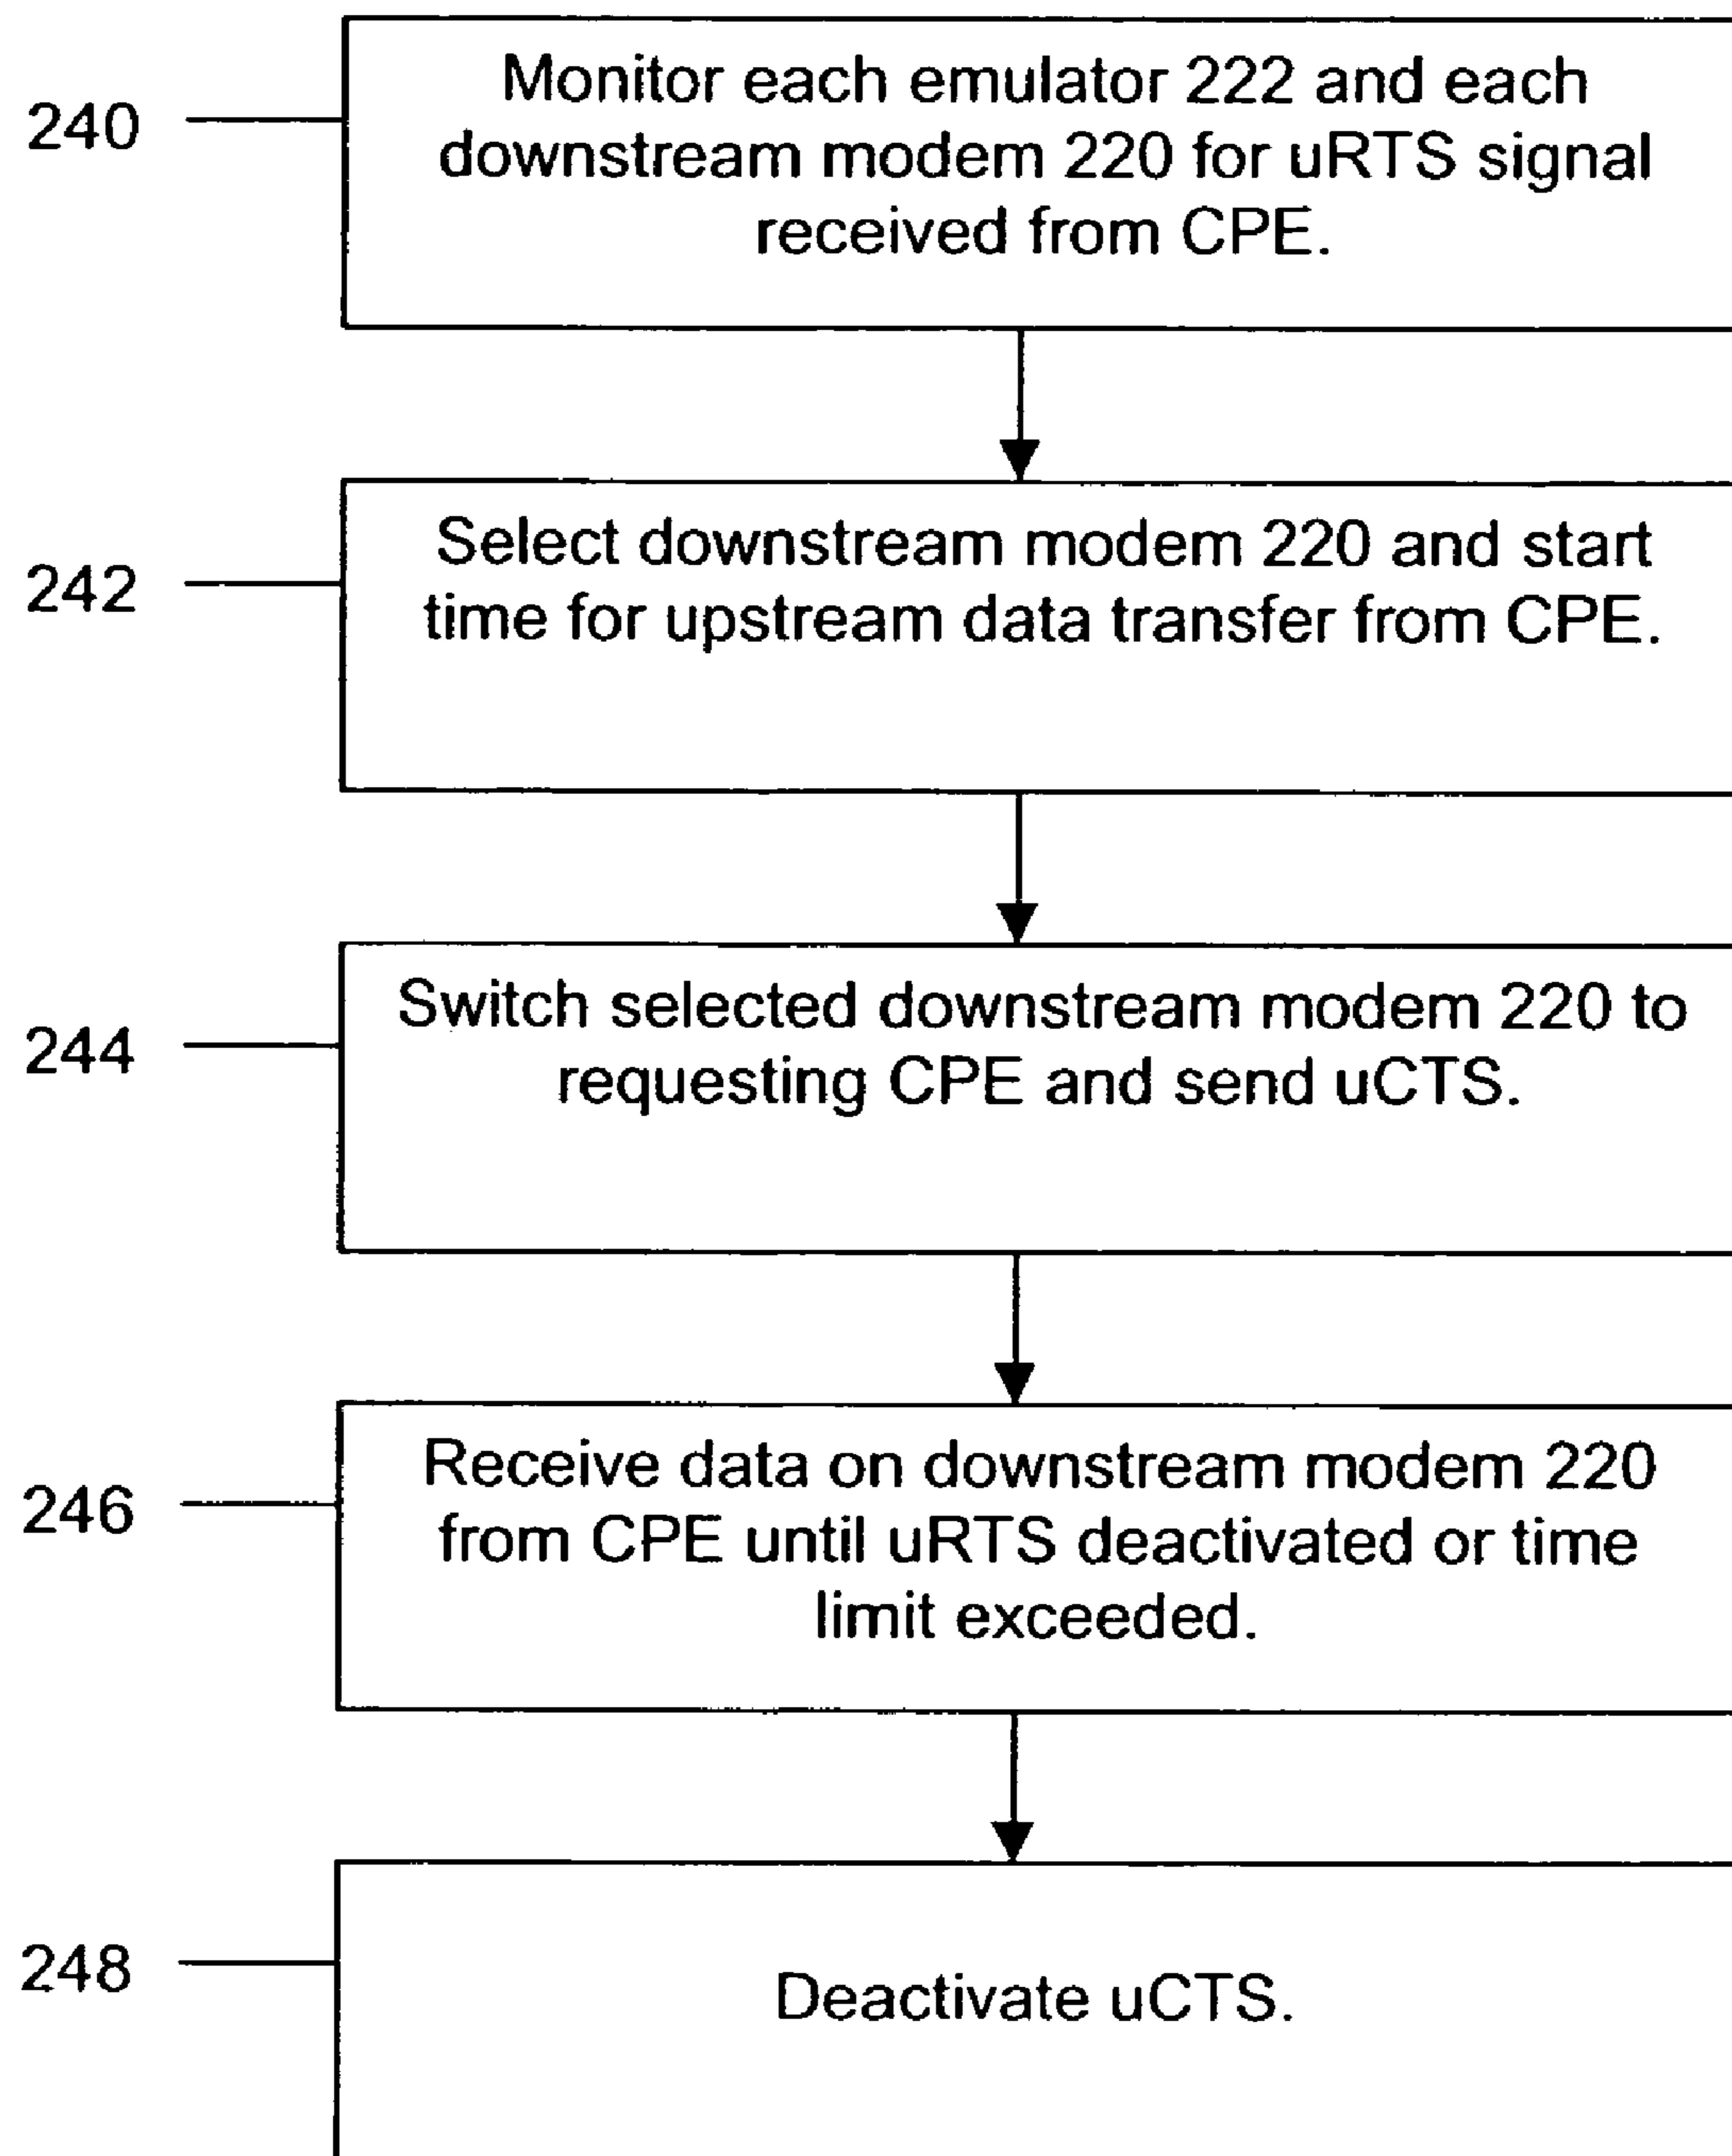 240
Monitor each emulator 222 and each
downstream modem 220 for uRTS signal
received from CPE.
242
Select downstream modem 220 and start
time for upstream data transfer from CPE.
244
Switch selected downstream modem 220 to
requesting CPE and send uCTS.
246
Receive data on downstream modem 220
from CPE until uRTS deactivated or time
limit exceeded.
248
Deactivate uCTS.